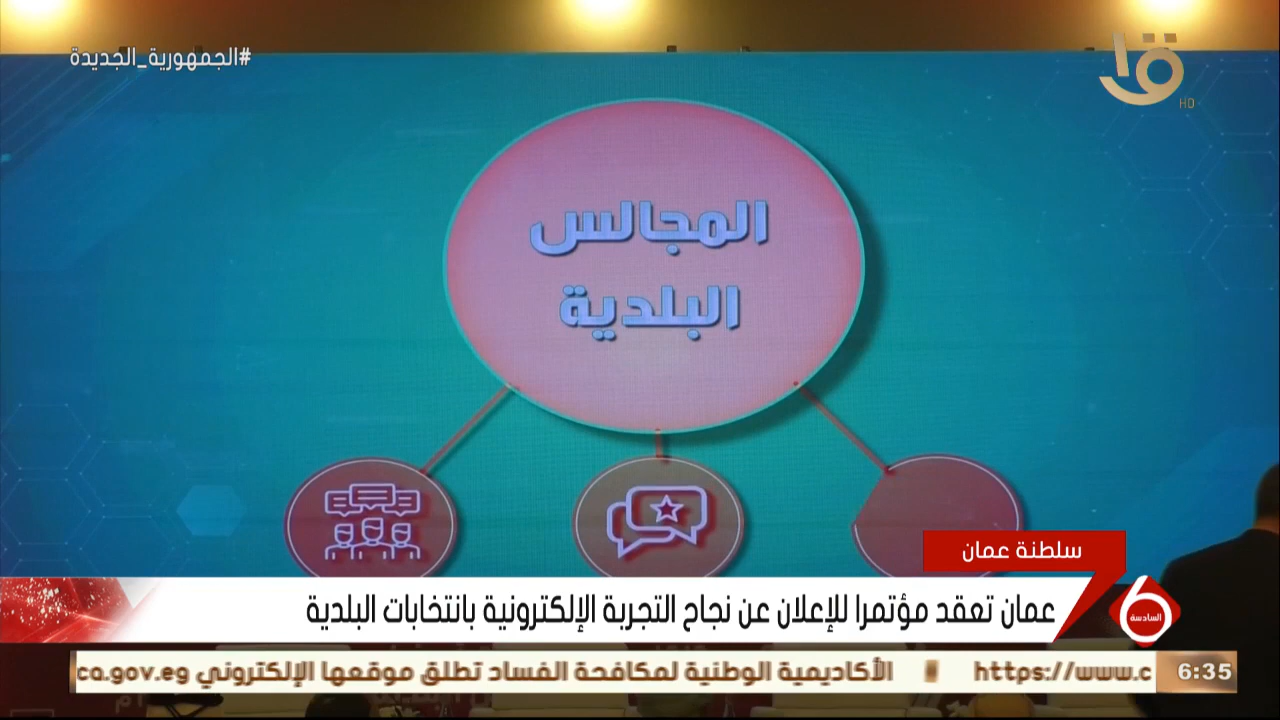 #الجمهورية_الجديدة
HD
المجالس
البلدية
سلطنة عمان
عمان تعقد مؤتمرا للإعلان عن نجاح التجربة الإلكترونية بانتخابات البلدية
السادسة
https://www.c
الأكاديمية الوطنية لمكافحة الفساد تطلق موقعها الإلكتروني ca.gov.eg
6:35